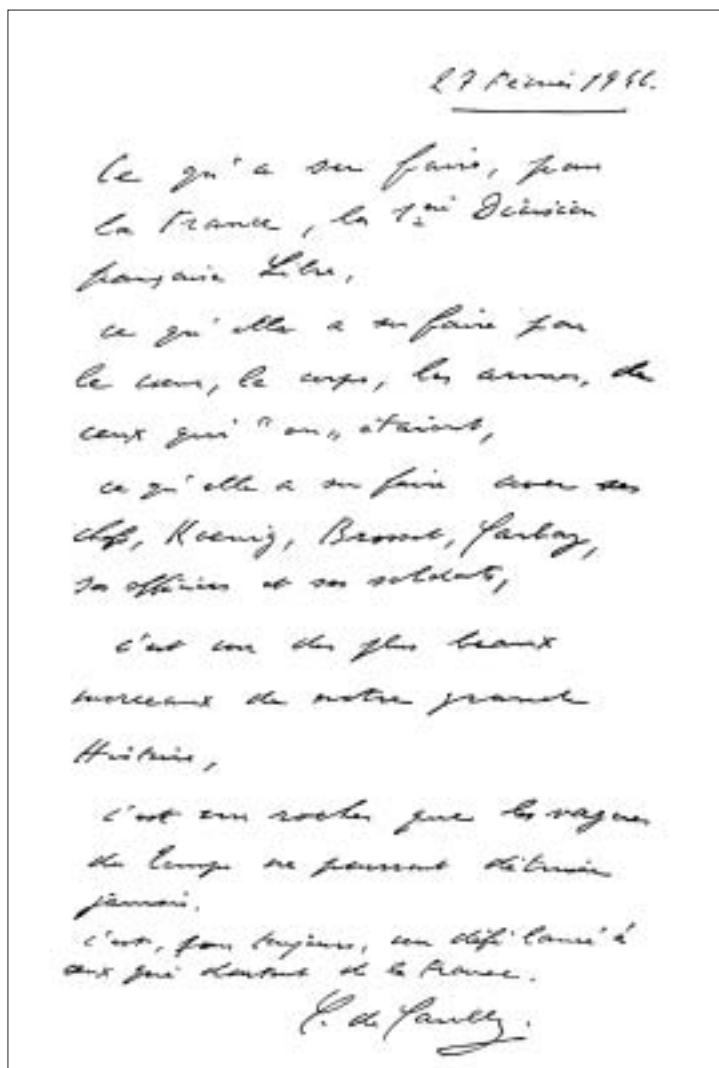 27 Février 1946.
Ce qu'a su faire, pour
la France, la 1ère Division
française Libre,
ce qu'elle a su faire par
le cœur, le corps, les armes, de
ceux qui "en" étaient,
ce qu'elle a su faire avec ses
chefs, Kœnig, Brosset, Garbay,
ses officiers et ses soldats,
c'est un des plus beaux
morceaux de notre grande
Histoire,
c'est un rocher que les vagues
du temps ne pourront détruire
jamais.
C'est, pour toujours, un défi lancé à
ceux qui doutent de la France.
C. de Gaulle.